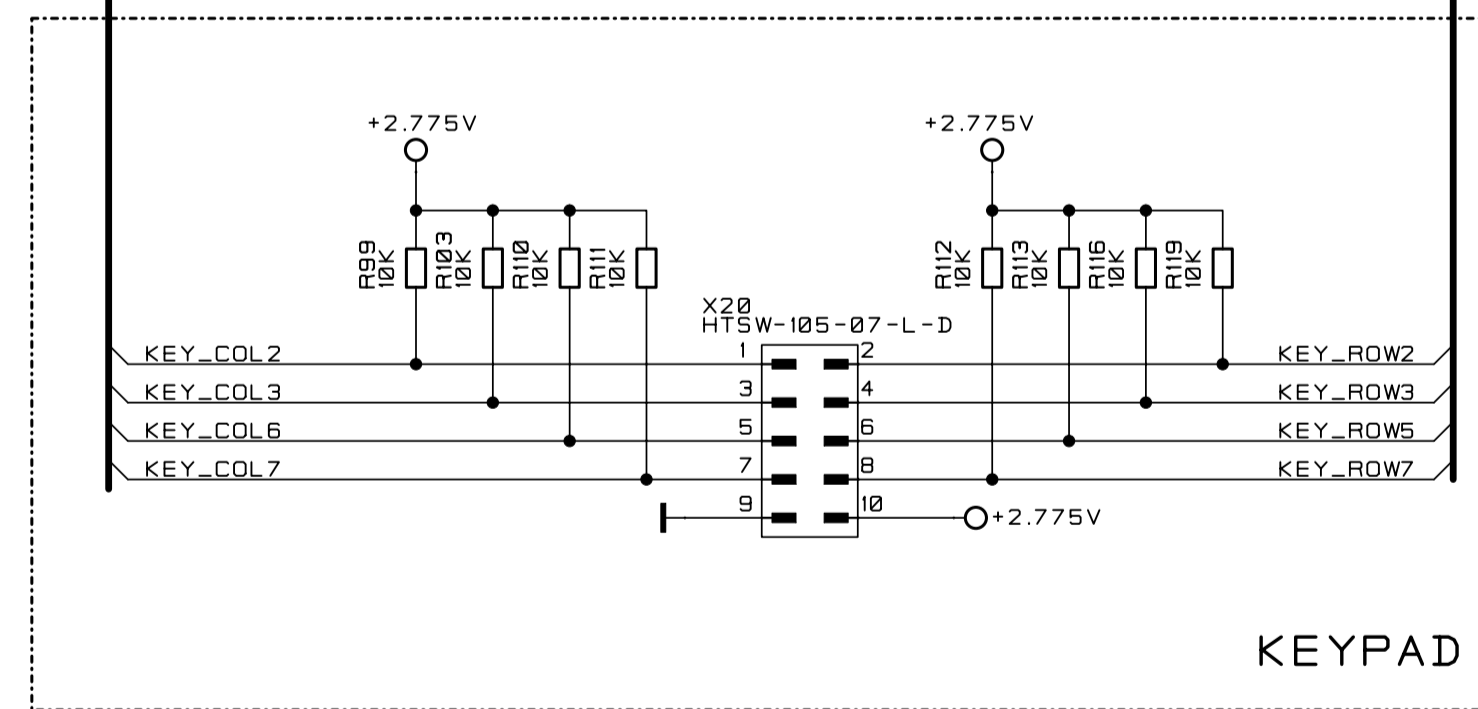 +2.775V
+2.775V
R99
10K
R103
10K
R110
10K
R111
10K
R112
10K
R113
10K
R116
10K
R119
10K
X20
HTSW-105-07-L-D
KEY_COL2
1
2
KEY_ROW2
KEY_COL3
3
4
KEY_ROW3
KEY_COL6
5
6
KEY_ROW5
KEY_COL7
7
8
KEY_ROW7
9
10
+2.775V
KEYPAD